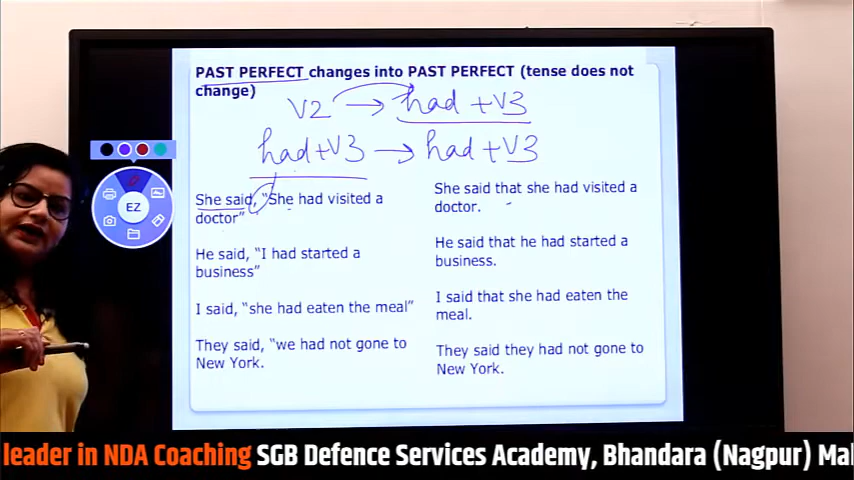 PAST PERFECT changes into PAST PERFECT (tense does not
change)
V2 → had +V3
had+V3 → had +V3
She said, "She had visited a
doctor"
She said that she had visited a
doctor.
He said, "I had started a
business"
He said that he had started a
business.
I said, "she had eaten the meal"
I said that she had eaten the
meal.
They said, "we had not gone to
New York.
They said they had not gone to
New York.
EZ
leader in NDA Coaching SGB Defence Services Academy, Bhandara (Nagpur) Mal